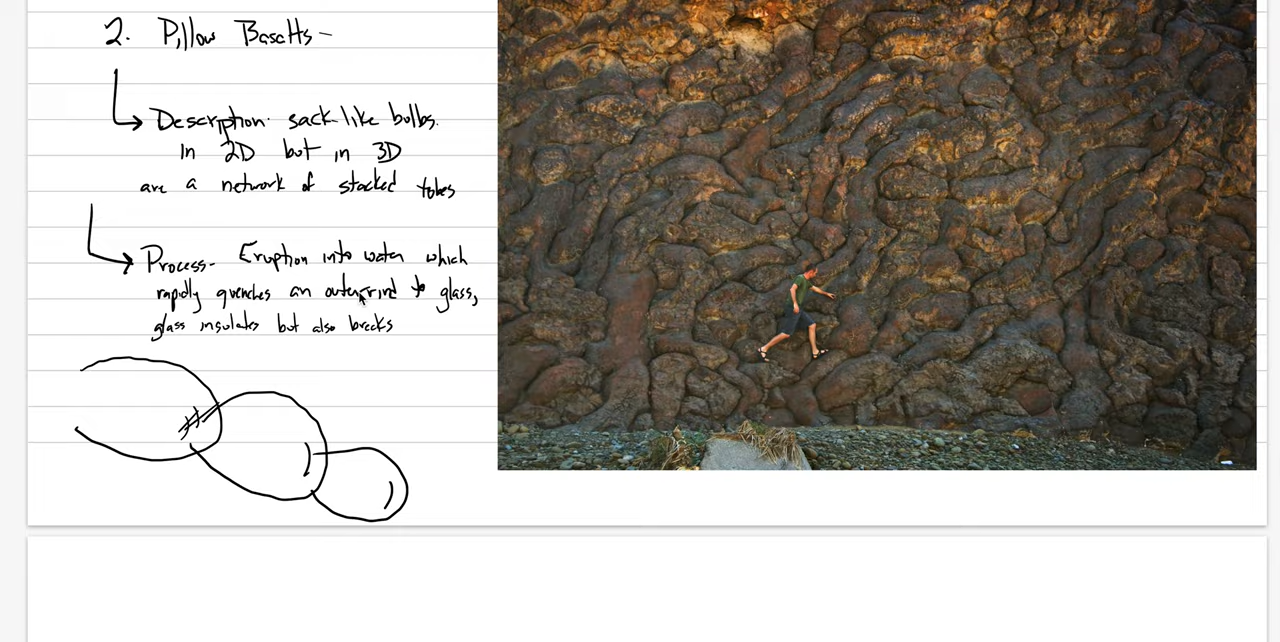 2. Pillow Basalts-
Description. sack-like bulbs.
In 2D but in 3D
are a network of stacked tubes
Process- Eruption into water which
rapidly quenches an outer rind to glass,
glass insulates but also breaks